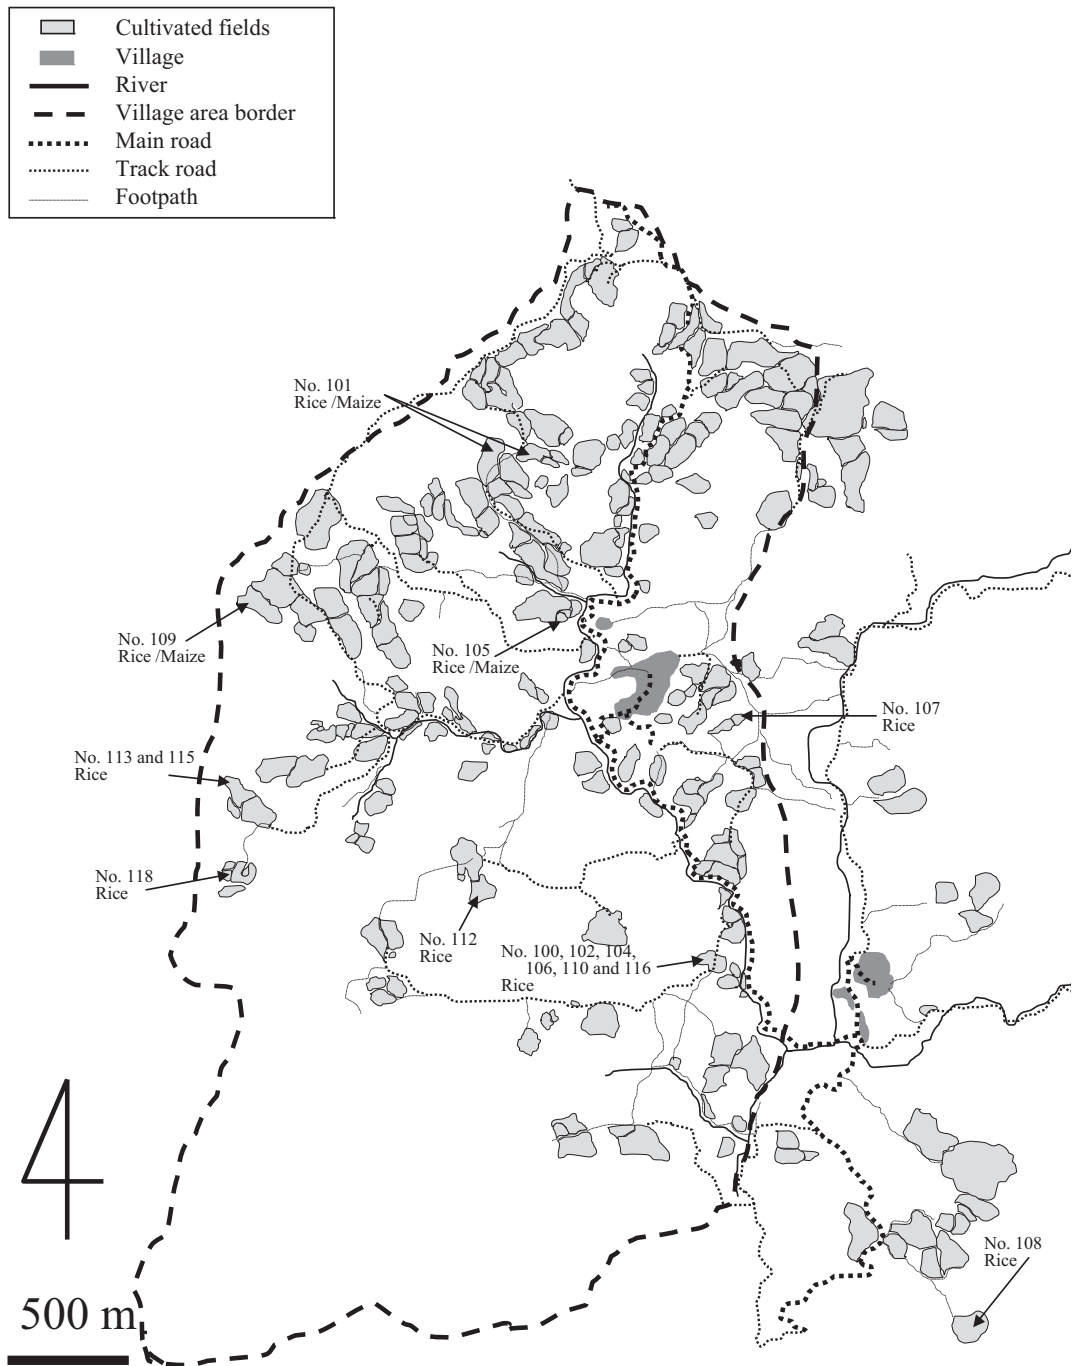 Cultivated fields
Village
River
Village area border
Main road
Track road
Footpath
No. 101
Rice /Maize
No. 109
Rice /Maize
No. 105
Rice /Maize
No. 107
Rice
No. 113 and 115
Rice
No. 118
Rice
No. 112
Rice
No. 100, 102, 104,
106, 110 and 116
Rice
No. 108
Rice
500 m